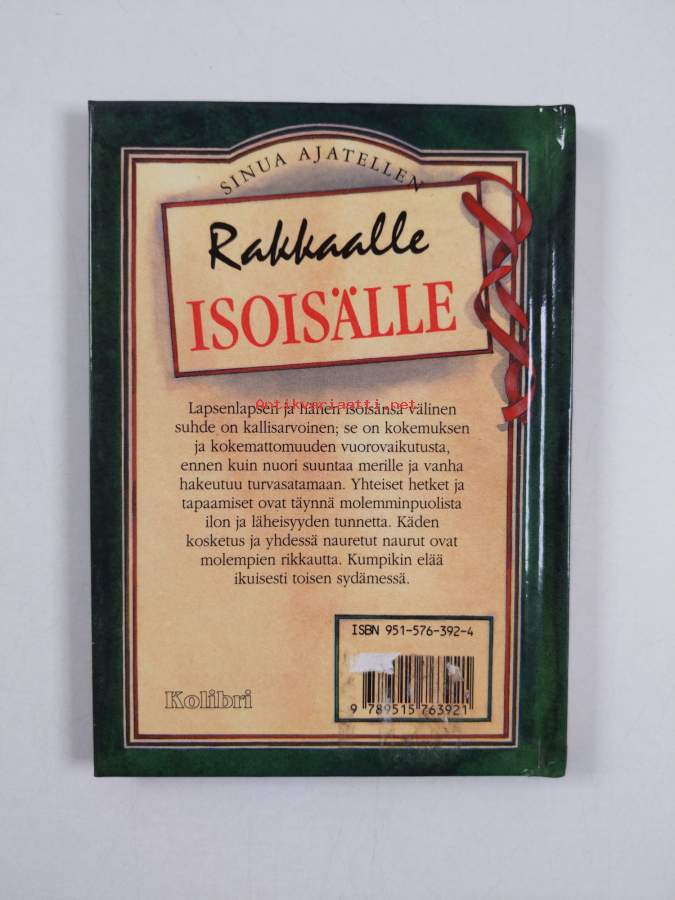 SINUA AJATELLEN
Rakkaalle
ISOISÄLLE
Antikvariaatti.net
Lapsenlapsen ja hänen isoisänsä välinen
suhde on kallisarvoinen; se on kokemuksen
ja kokemattomuuden vuorovaikutusta,
ennen kuin nuori suuntaa merille ja vanha
hakeutuu turvasatamaan. Yhteiset hetket ja
tapaamiset ovat täynnä molemminpuolista
ilon ja läheisyyden tunnetta. Käden
kosketus ja yhdessä nauretut naurut ovat
molempien rikkautta. Kumpikin elää
ikuisesti toisen sydämessä.
ISBN 951-576-392-4
9 789515 763921
Kolibri